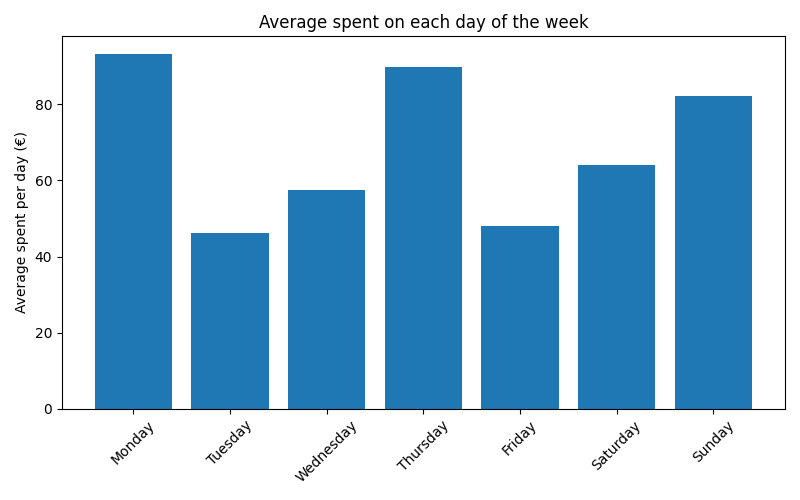 Average spent on each day of the week
Average spent per day (€)
80
60
40
20
0
Monday
Tuesday
Wednesday
Thursday
Friday
Saturday
Sunday